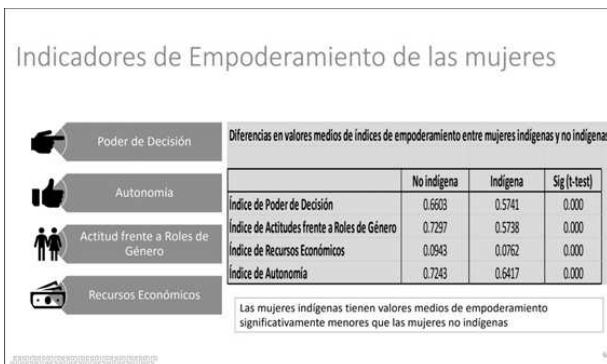 Indicadores de Empoderamiento de las mujeres
Poder de Decisión
Autonomía
Actitud frente a Roles de
Género
Recursos Económicos
Diferencias en valores medios de índices de empoderamiento entre mujeres indígenas y no indígenas
No indígena Indígena Sig (t-test)
Índice de Poder de Decisión 0.6603 0.5741 0.000
Índice de Actitudes frente a Roles de Género 0.7297 0.5738 0.000
Índice de Recursos Económicos 0.0943 0.0762 0.000
Índice de Autonomía 0.7243 0.6417 0.000
Las mujeres indígenas tienen valores medios de empoderamiento
significativamente menores que las mujeres no indígenas